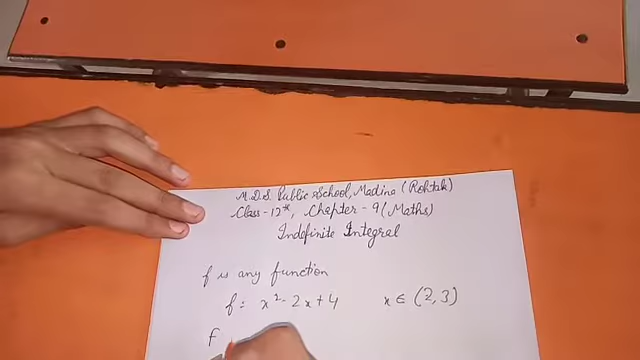 M.D.S. Public School, Madina (Rohtak)
Class-12th, Chapter-9 (Maths)
Indefinite Integral
f is any function
f: x²-2x+4 x ∈ (2,3)
F